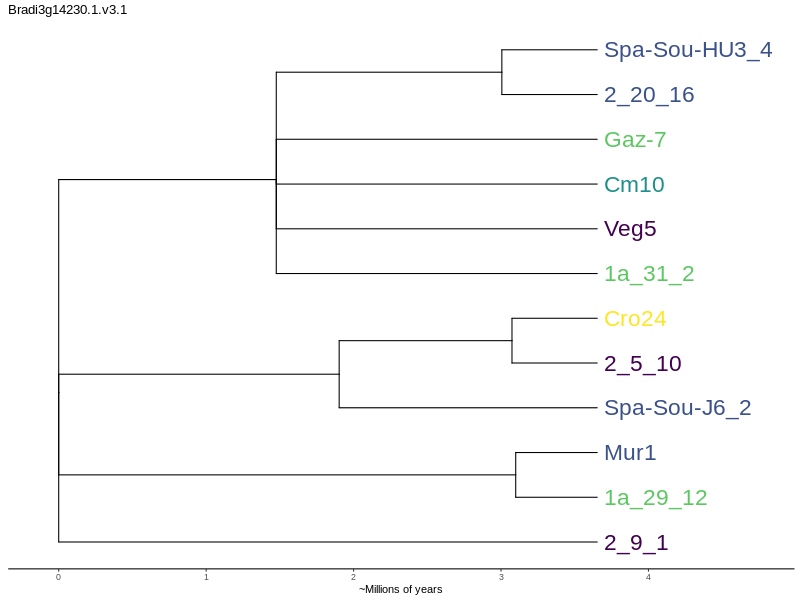 Bradi3g14230.1.v3.1
Spa-Sou-HU3_4
2_20_16
Gaz-7
Cm10
Veg5
1a_31_2
Cro24
2_5_10
Spa-Sou-J6_2
Mur1
1a_29_12
2_9_1
0 1 2 3 4
~Millions of years